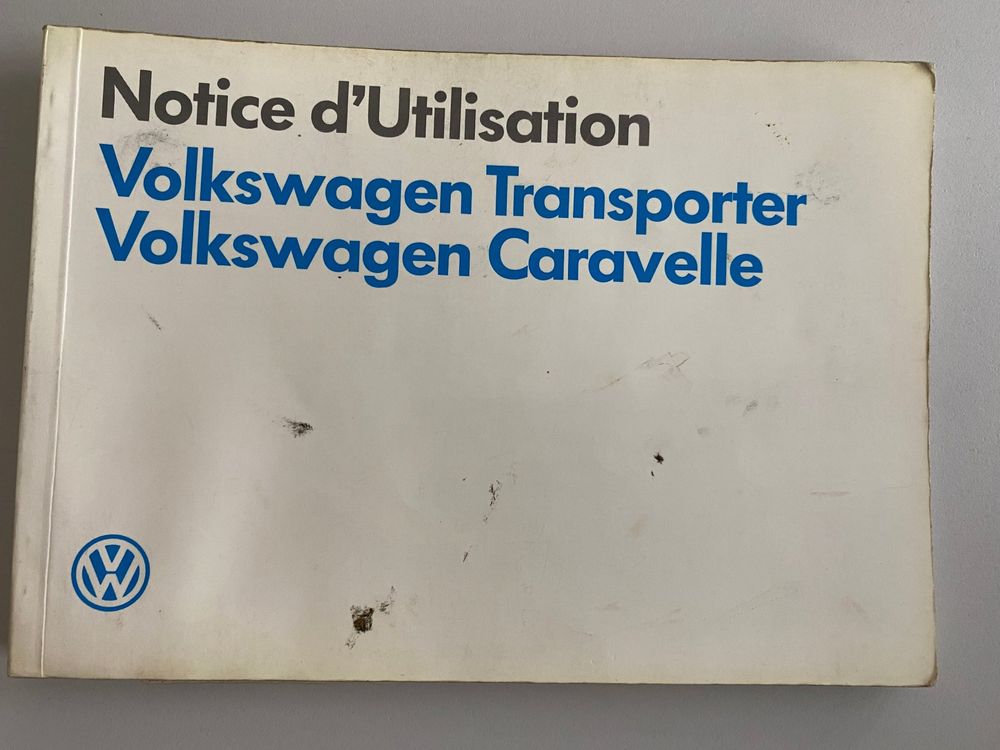 Notice d'Utilisation
Volkswagen Transporter
Volkswagen Caravelle
VW